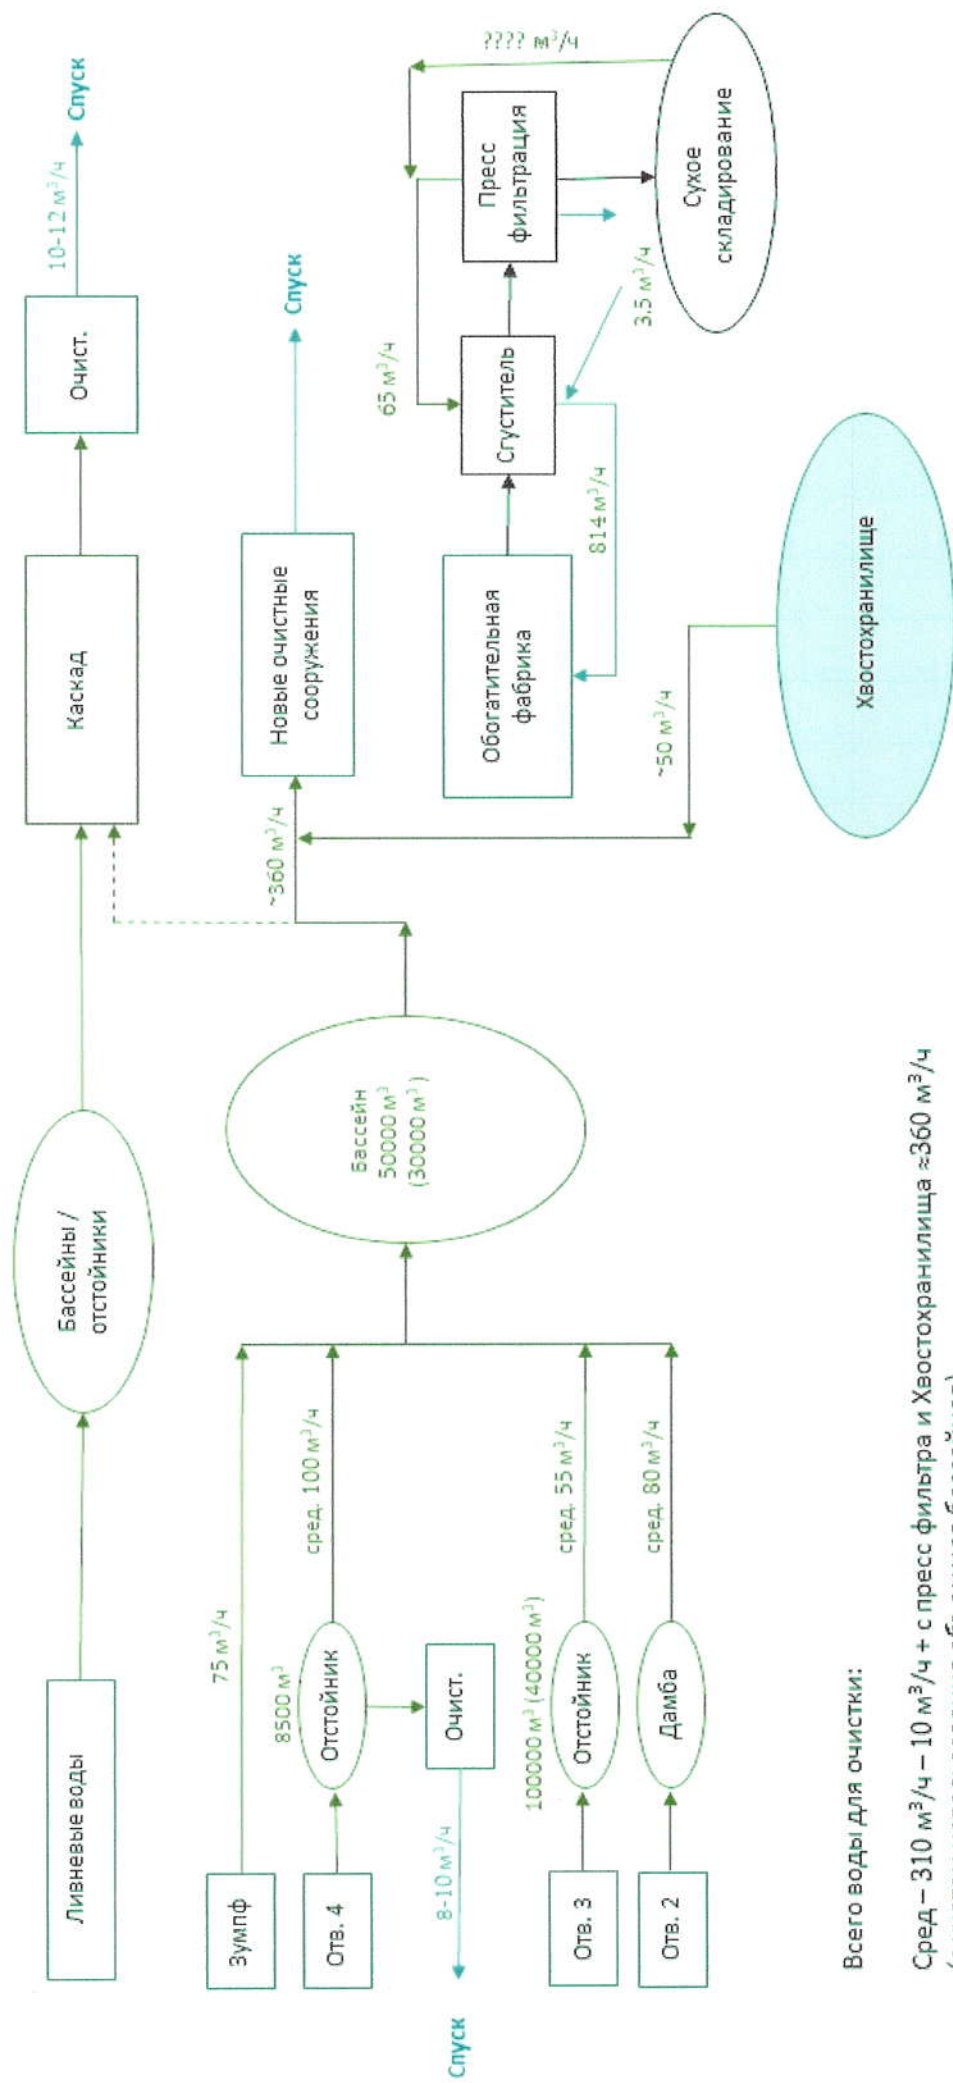 Ливневые воды
Бассейны /
отстойники
Каскад
Очист.
10-12 м³/ч
Спуск
Зумпф
75 м³/ч
Отв. 4
8500 м³
Отстойник
сред. 100 м³/ч
Очист.
8-10 м³/ч
Спуск
Отв. 3
100000 м³ (40000 м³)
Отстойник
сред. 55 м³/ч
Отв. 2
Дамба
сред. 80 м³/ч
Бассейн
50000 м³
(30000 м³)
~360 м³/ч
Новые очистные
сооружения
Спуск
Обогатительная
фабрика
Сгуститель
Пресс
фильтрация
65 м³/ч
???? м³/ч
814 м³/ч
3.5 м³/ч
Сухое
складирование
~50 м³/ч
Хвостохранилище
Всего воды для очистки:
Сред – 310 м³/ч – 10 м³/ч + с пресс фильтра и Хвостохранилища ≈360 м³/ч